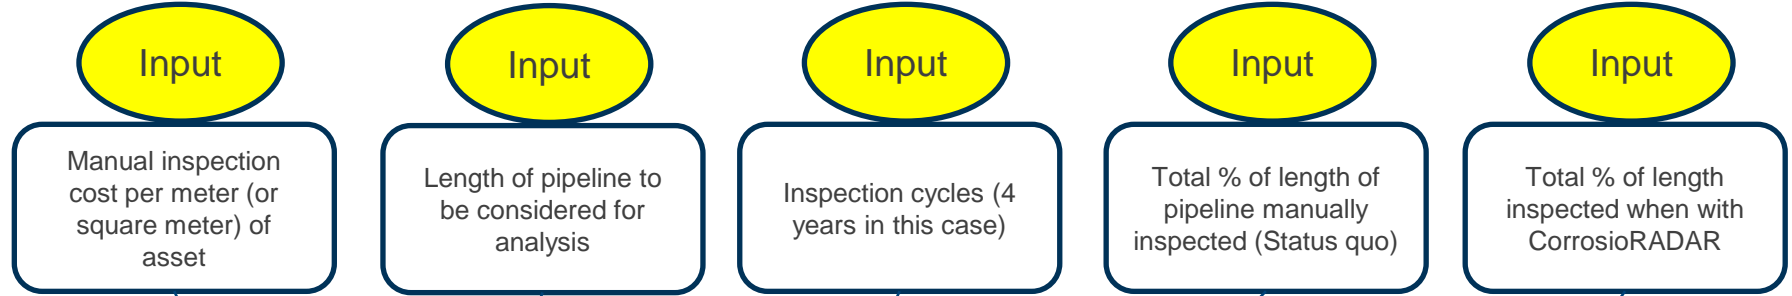 Input
Manual inspection
cost per meter (or
square meter) of
asset
Input
Length of pipeline to
be considered for
analysis
Input
Inspection cycles (4
years in this case)
Input
Total % of length of
pipeline manually
inspected (Status quo)
Input
Total % of length
inspected when with
CorrosioRADAR